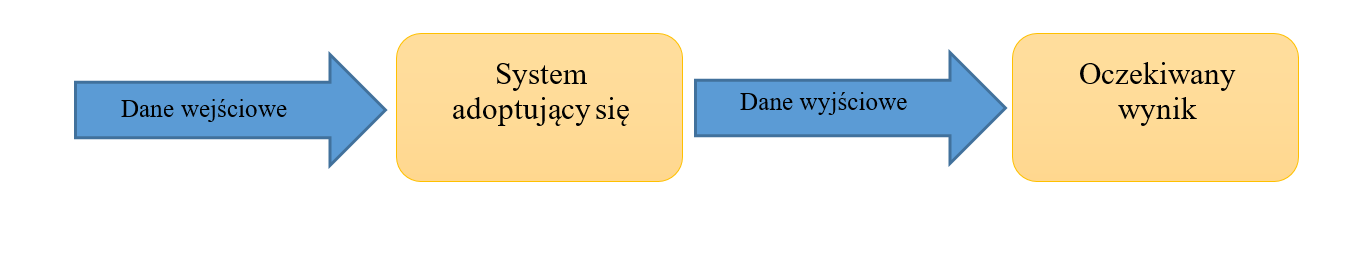 Dane wejściowe
System
adoptujący się
Dane wyjściowe
Oczekiwany
wynik